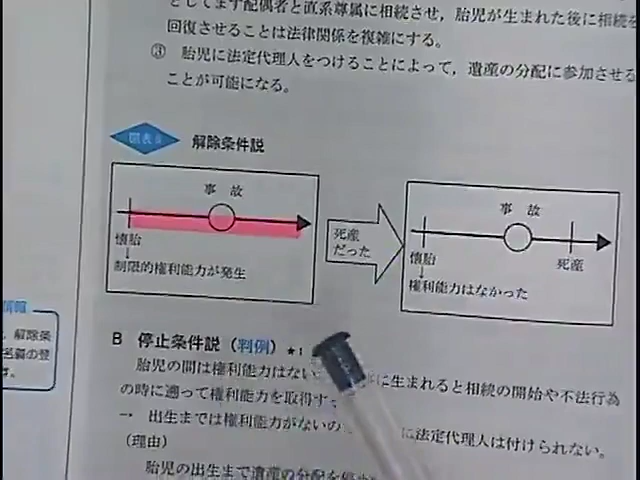 としてまず配偶者と直系尊属に相続させ，胎児が生まれた後に相続を
回復させることは法律関係を複雑にする。
③ 胎児に法定代理人をつけることによって，遺産の分配に参加させる
ことが可能になる。
解除条件説
事 故
懐胎
↓
制限的権利能力が発生
死産
だった
事 故
懐胎
死産
↓
権利能力はなかった
情報
解除条
B 停止条件説（判例）★1
胎児の間は権利能力はない
に生まれると相続の開始や不法行為
の時に遡って権利能力を取得す
→ 出生までは権利能力がないの
に法定代理人は付けられない。
（理由）
胎児の出生まで遺産の分配を停止